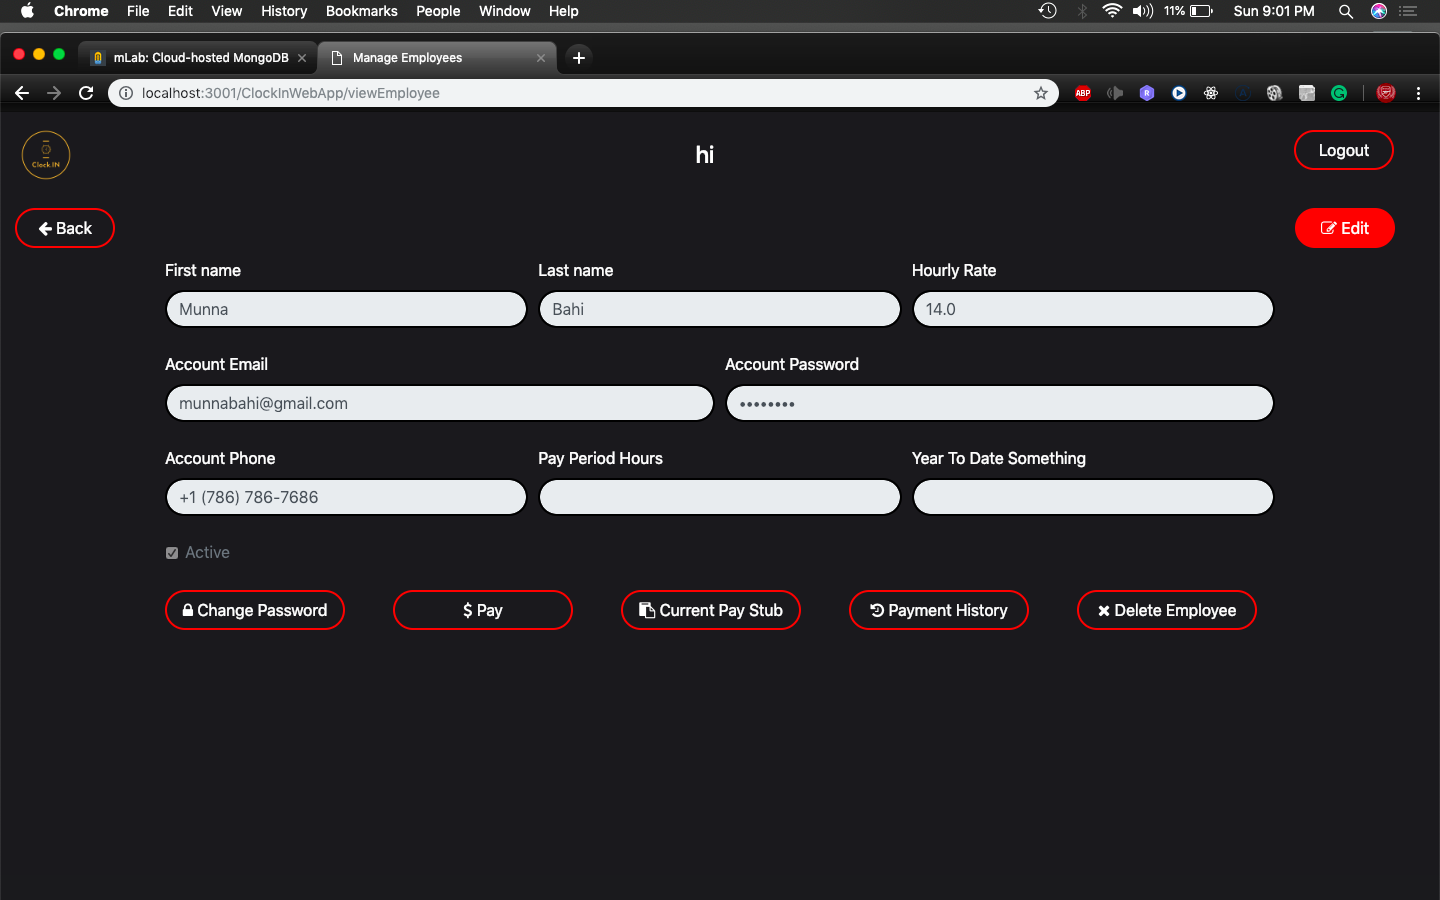 Chrome File Edit View History Bookmarks People Window Help 11% Sun 9:01 PM
mLab: Cloud-hosted MongoDB Manage Employees
localhost:3001/ClockInWebApp/viewEmployee ABP R
Clock IN hi Logout
Back Edit
First name Last name Hourly Rate
Munna Bahi 14.0
Account Email Account Password
munnabahi@gmail.com ••••••••
Account Phone Pay Period Hours Year To Date Something
+1 (786) 786-7686
Active
Change Password $ Pay Current Pay Stub Payment History Delete Employee